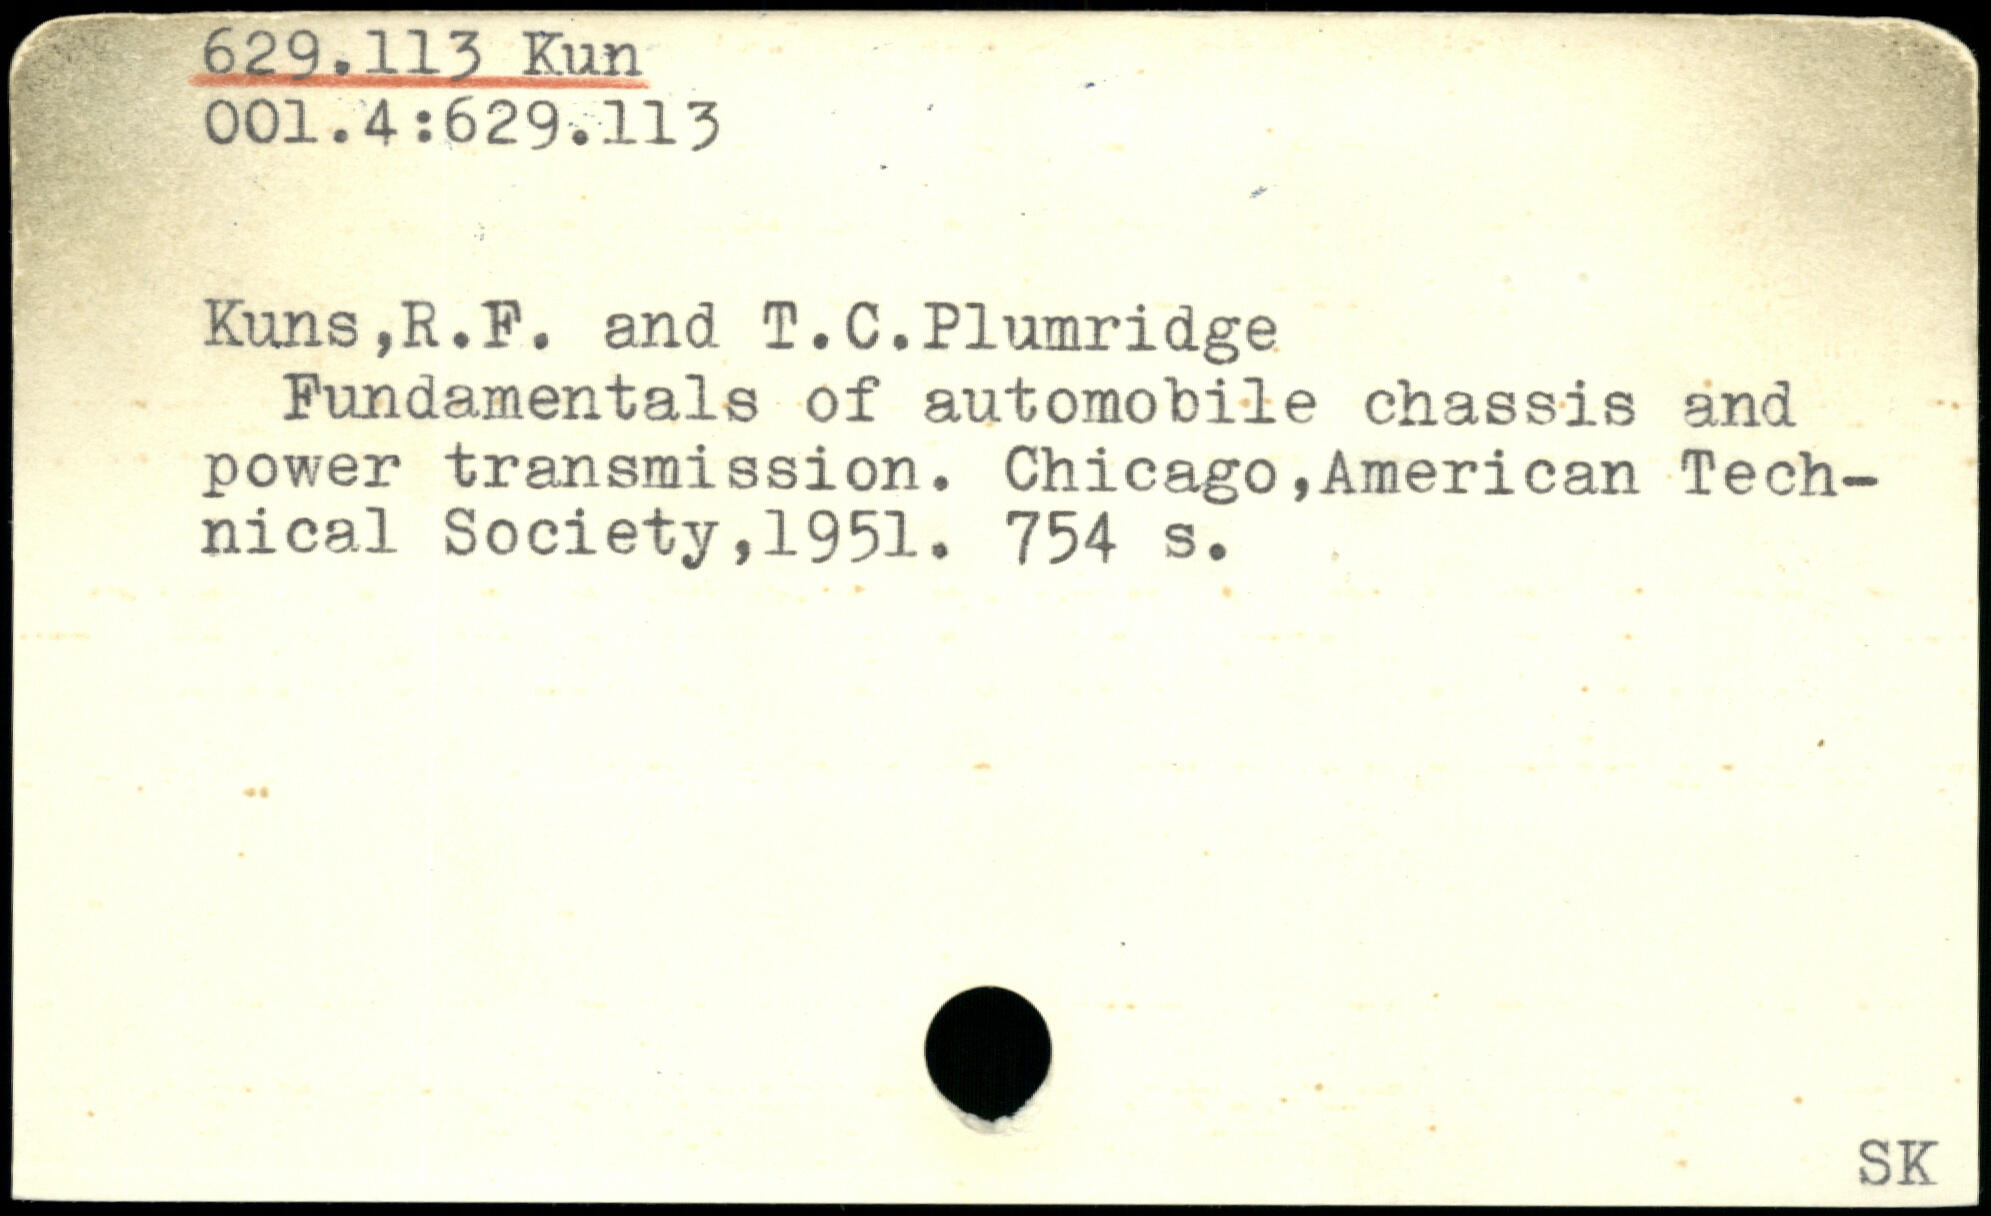 629.113 Kun
001.4:629.113
Kuns,R.F. and T.C.Plumridge
Fundamentals of automobile chassis and
power transmission. Chicago,American Tech-
nical Society,1951. 754 s.
SK